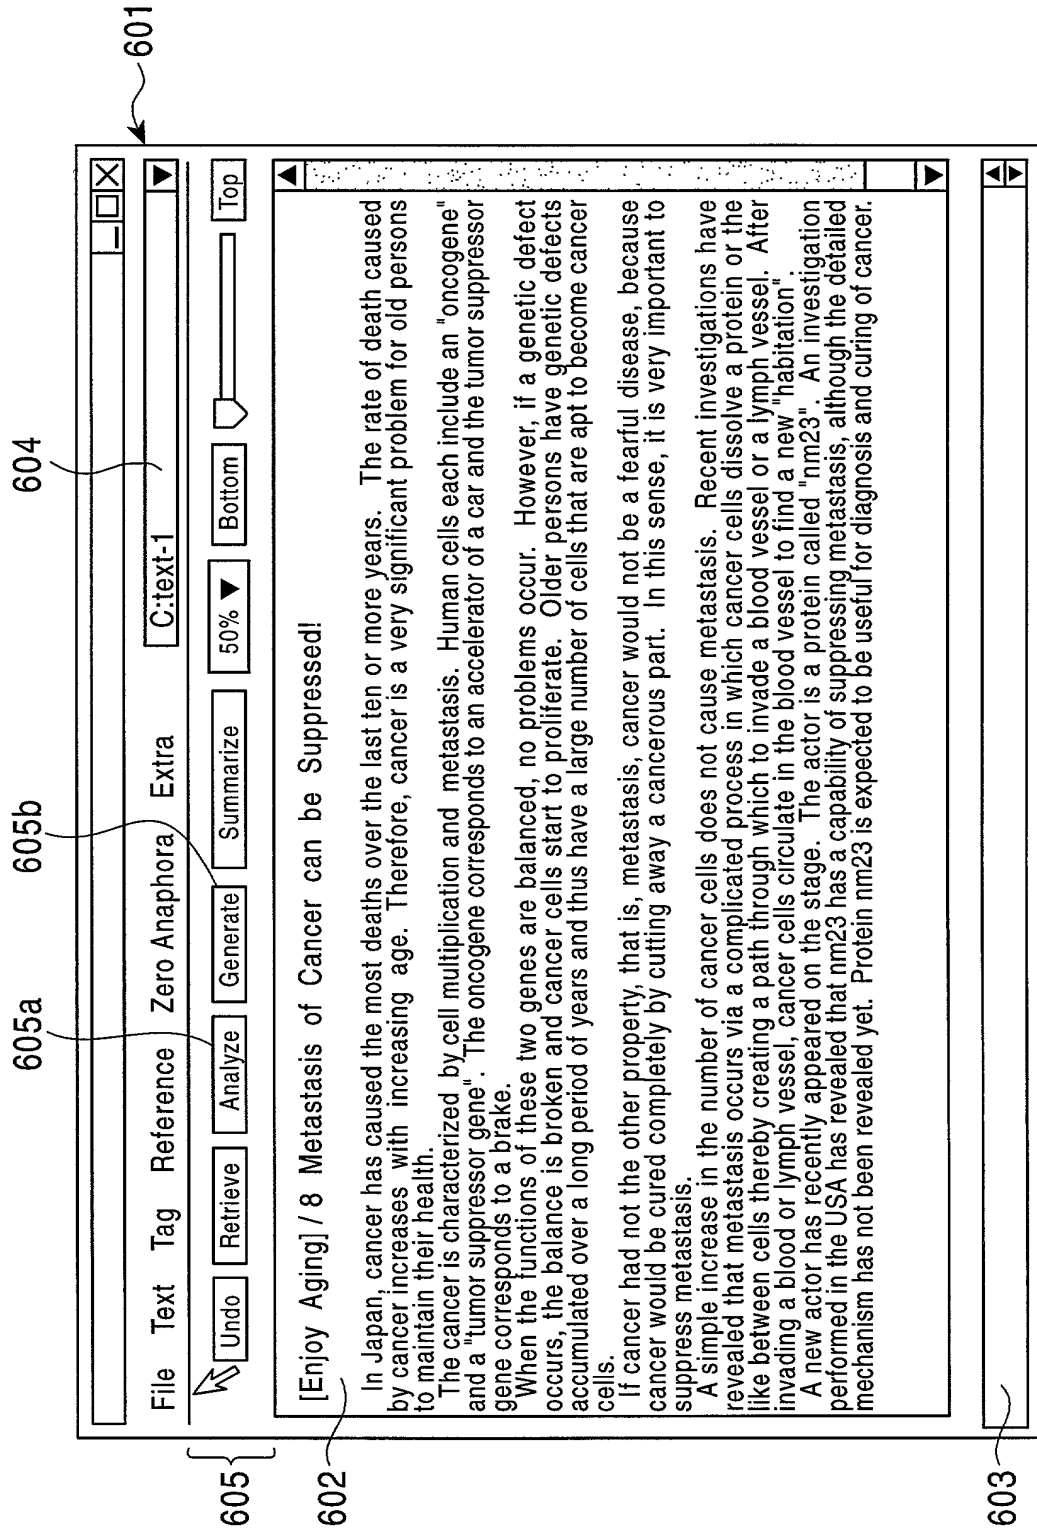 604
601
605a
605b
C:text-1
File Text Tag Reference Zero Anaphora Extra
605
Undo Retrieve Analyze Generate Summarize 50% Bottom Top
602
[Enjoy Aging] / 8 Metastasis of Cancer can be Suppressed!
In Japan, cancer has caused the most deaths over the last ten or more years. The rate of death caused
by cancer increases with increasing age. Therefore, cancer is a very significant problem for old persons
to maintain their health.
The cancer is characterized by cell multiplication and metastasis. Human cells each include an "oncogene"
and a "tumor suppressor gene". The oncogene corresponds to an accelerator of a car and the tumor suppressor
gene corresponds to a brake.
When the functions of these two genes are balanced, no problems occur. However, if a genetic defect
occurs, the balance is broken and cancer cells start to proliferate. Older persons have genetic defects
accumulated over a long period of years and thus have a large number of cells that are apt to become cancer
cells.
If cancer had not the other property, that is, metastasis, cancer would not be a fearful disease, because
cancer would be cured completely by cutting away a cancerous part. In this sense, it is very important to
suppress metastasis.
A simple increase in the number of cancer cells does not cause metastasis. Recent investigations have
revealed that metastasis occurs via a complicated process in which cancer cells dissolve a protein or the
like between cells thereby creating a path through which to invade a blood vessel or a lymph vessel. After
invading a blood or lymph vessel, cancer cells circulate in the blood vessel to find a new "habitation".
A new actor has recently appeared on the stage. The actor is a protein called "nm23". An investigation
performed in the USA has revealed that nm23 has a capability of suppressing metastasis, although the detailed
mechanism has not been revealed yet. Protein nm23 is expected to be useful for diagnosis and curing of cancer.
603